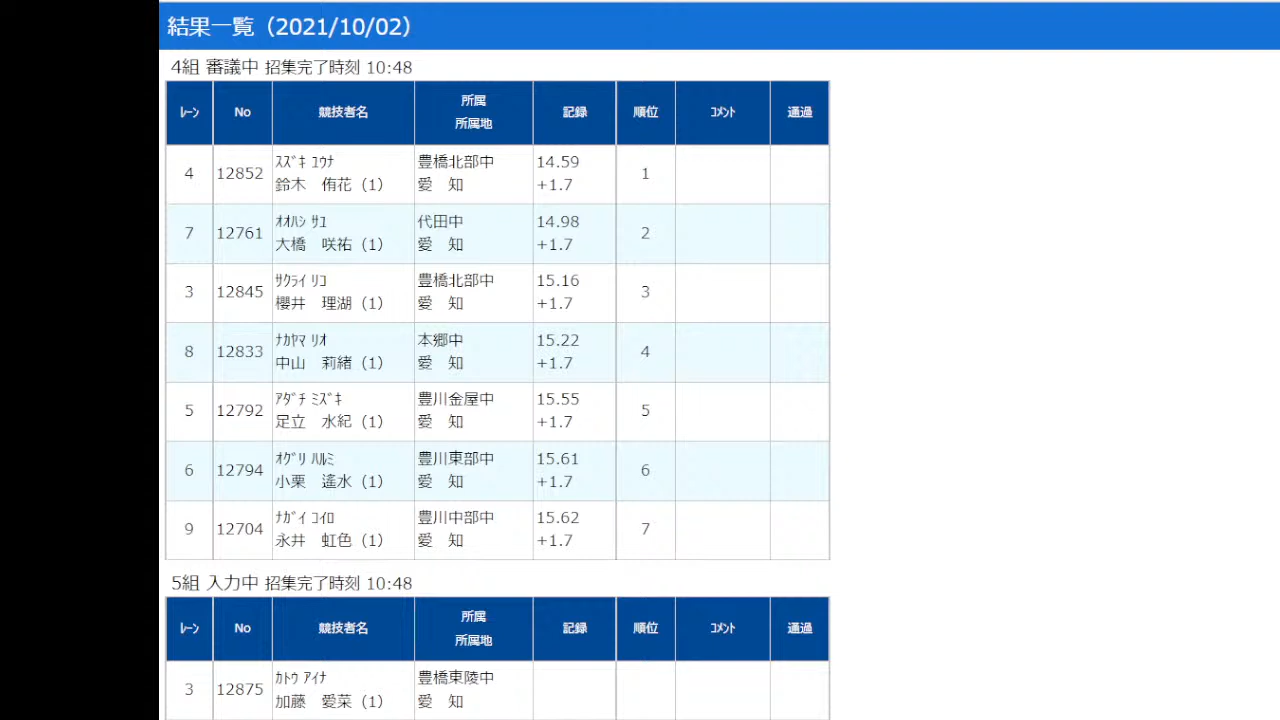 結果一覧（2021/10/02）
4組 審議中 招集完了時刻 10:48
ﾚｰﾝ No 競技者名 所属 所属地 記録 順位 ｺﾒﾝﾄ 通過
4 12852 ｽｽﾞｷ ﾕｳﾅ 豊橋北部中 14.59 1
鈴木　侑花（1） 愛　知 +1.7
7 12761 ｵｵﾊｼ ｻﾕ 代田中 14.98 2
大橋　咲祐（1） 愛　知 +1.7
3 12845 ｻｸﾗｲ ﾘｺ 豊橋北部中 15.16 3
櫻井　理湖（1） 愛　知 +1.7
8 12833 ﾅｶﾔﾏ ﾘｵ 本郷中 15.22 4
中山　莉緒（1） 愛　知 +1.7
5 12792 ｱﾀﾞﾁ ﾐｽﾞｷ 豊川金屋中 15.55 5
足立　水紀（1） 愛　知 +1.7
6 12794 ｵｸﾞﾘ ﾊﾙﾐ 豊川東部中 15.61 6
小栗　遙水（1） 愛　知 +1.7
9 12704 ﾅｶﾞｲ ｺｲﾛ 豊川中部中 15.62 7
永井　虹色（1） 愛　知 +1.7
5組 入力中 招集完了時刻 10:48
ﾚｰﾝ No 競技者名 所属 所属地 記録 順位 ｺﾒﾝﾄ 通過
3 12875 ｶﾄｳ ｱｲﾅ 豊橋東陵中
加藤　愛菜（1） 愛　知